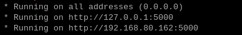 * Running on all addresses (0.0.0.0)
* Running on http://127.0.0.1:5000
* Running on http://192.168.80.162:5000